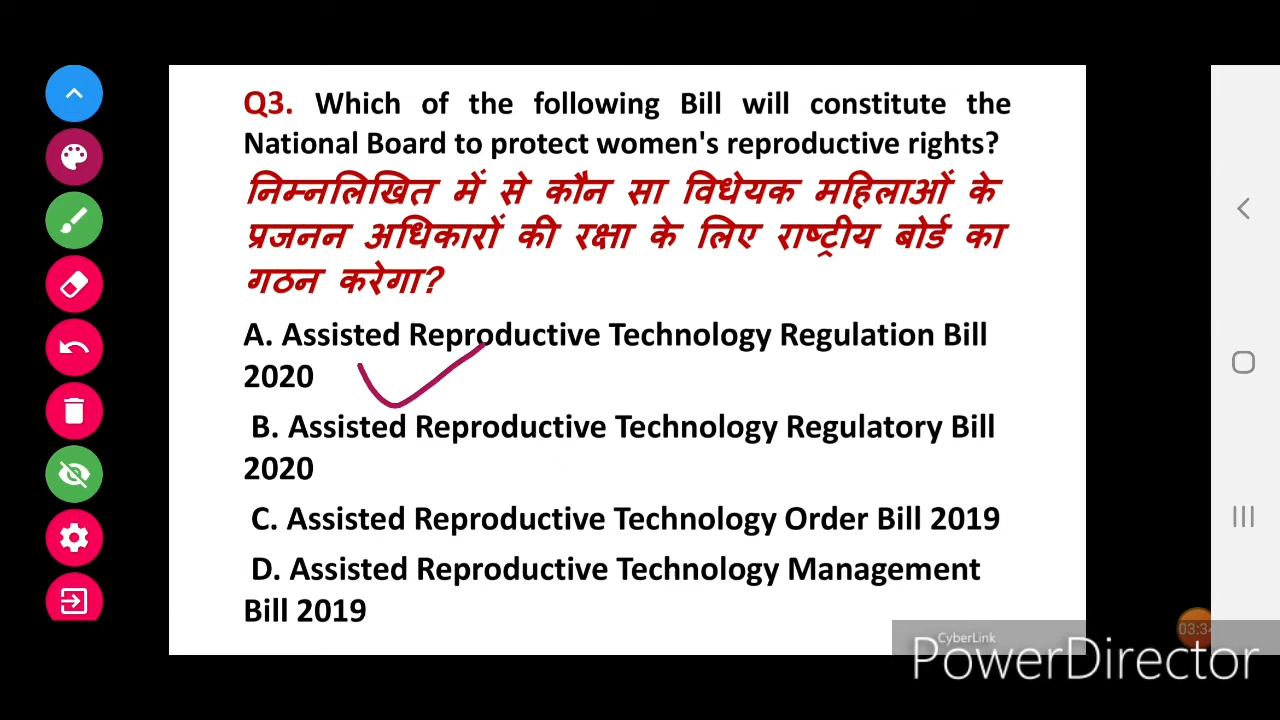 Q3. Which of the following Bill will constitute the
National Board to protect women's reproductive rights?
निम्नलिखित में से कौन सा विधेयक महिलाओं के
प्रजनन अधिकारों की रक्षा के लिए राष्ट्रीय बोर्ड का
गठन करेगा?
A. Assisted Reproductive Technology Regulation Bill
2020
B. Assisted Reproductive Technology Regulatory Bill
2020
C. Assisted Reproductive Technology Order Bill 2019
D. Assisted Reproductive Technology Management
Bill 2019
03:34
CyberLink
PowerDirector